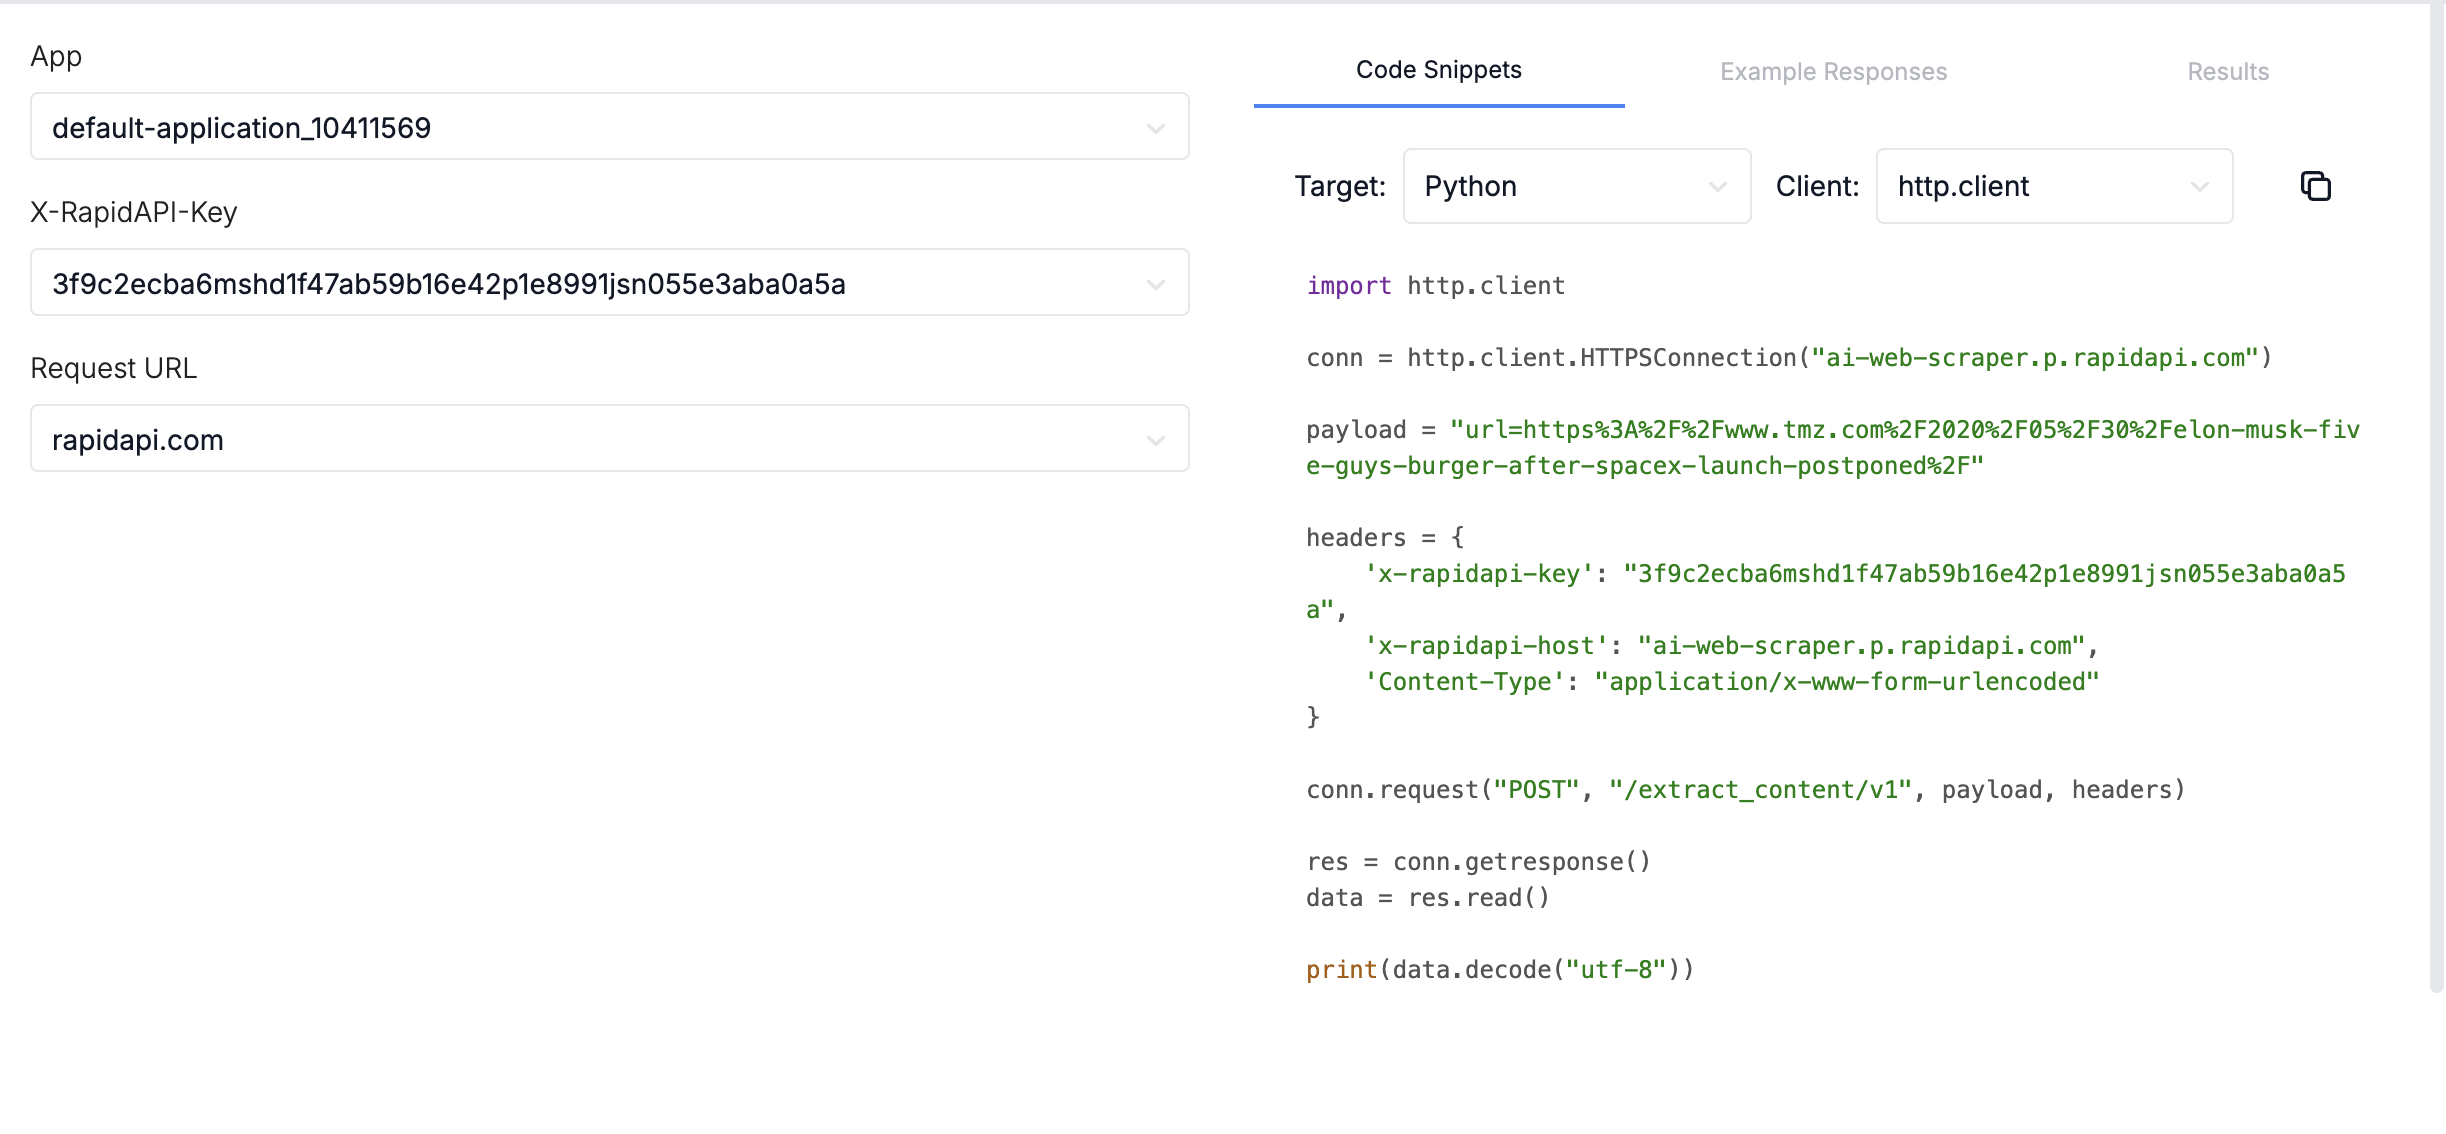 App
default-application_10411569
X-RapidAPI-Key
3f9c2ecba6mshd1f47ab59b16e42p1e8991jsn055e3aba0a5a
Request URL
rapidapi.com
Code Snippets
Example Responses
Results
Target: Python Client: http.client
import http.client
conn = http.client.HTTPSConnection("ai-web-scraper.p.rapidapi.com")
payload = "url=https%3A%2F%2Fwww.tmz.com%2F2020%2F05%2F30%2Felon-musk-fiv
e-guys-burger-after-spacex-launch-postponed%2F"
headers = {
    'x-rapidapi-key': "3f9c2ecba6mshd1f47ab59b16e42p1e8991jsn055e3aba0a5
a",
    'x-rapidapi-host': "ai-web-scraper.p.rapidapi.com",
    'Content-Type': "application/x-www-form-urlencoded"
}
conn.request("POST", "/extract_content/v1", payload, headers)
res = conn.getresponse()
data = res.read()
print(data.decode("utf-8"))